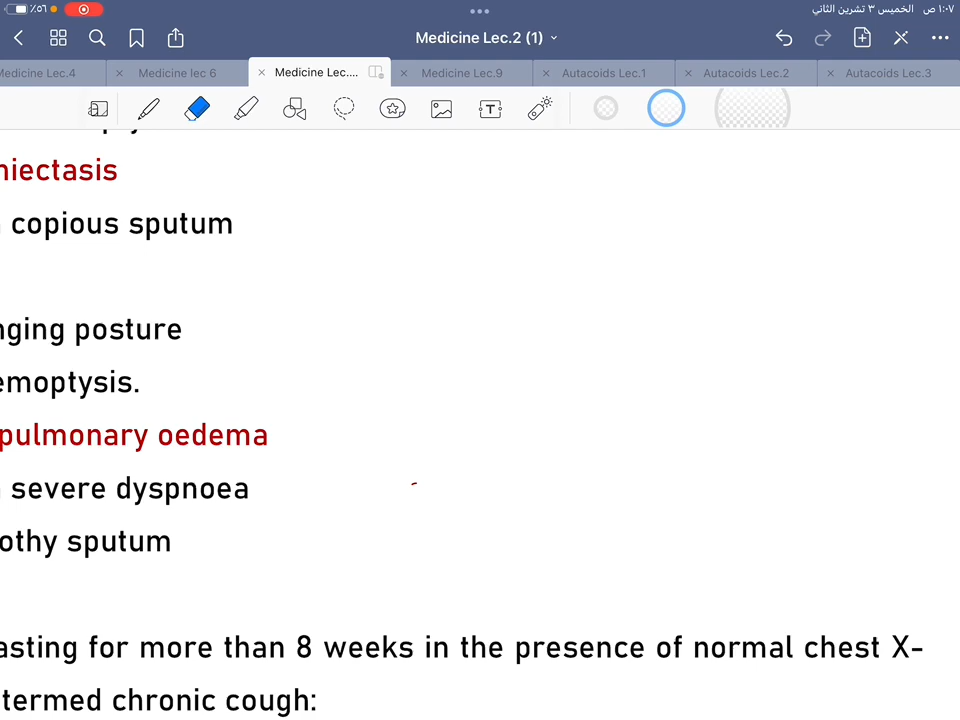 ٪٥٦ ١:٠٧ ص الخميس ٣ تشرين الثاني
Medicine Lec.2 (1)
Medicine Lec.4 Medicine lec 6 Medicine Lec.... Medicine Lec.9 Autacoids Lec.1 Autacoids Lec.2 Autacoids Lec.3
T
hiectasis
copious sputum
nging posture
emoptysis.
pulmonary oedema
severe dyspnoea
othy sputum
asting for more than 8 weeks in the presence of normal chest X-
termed chronic cough: